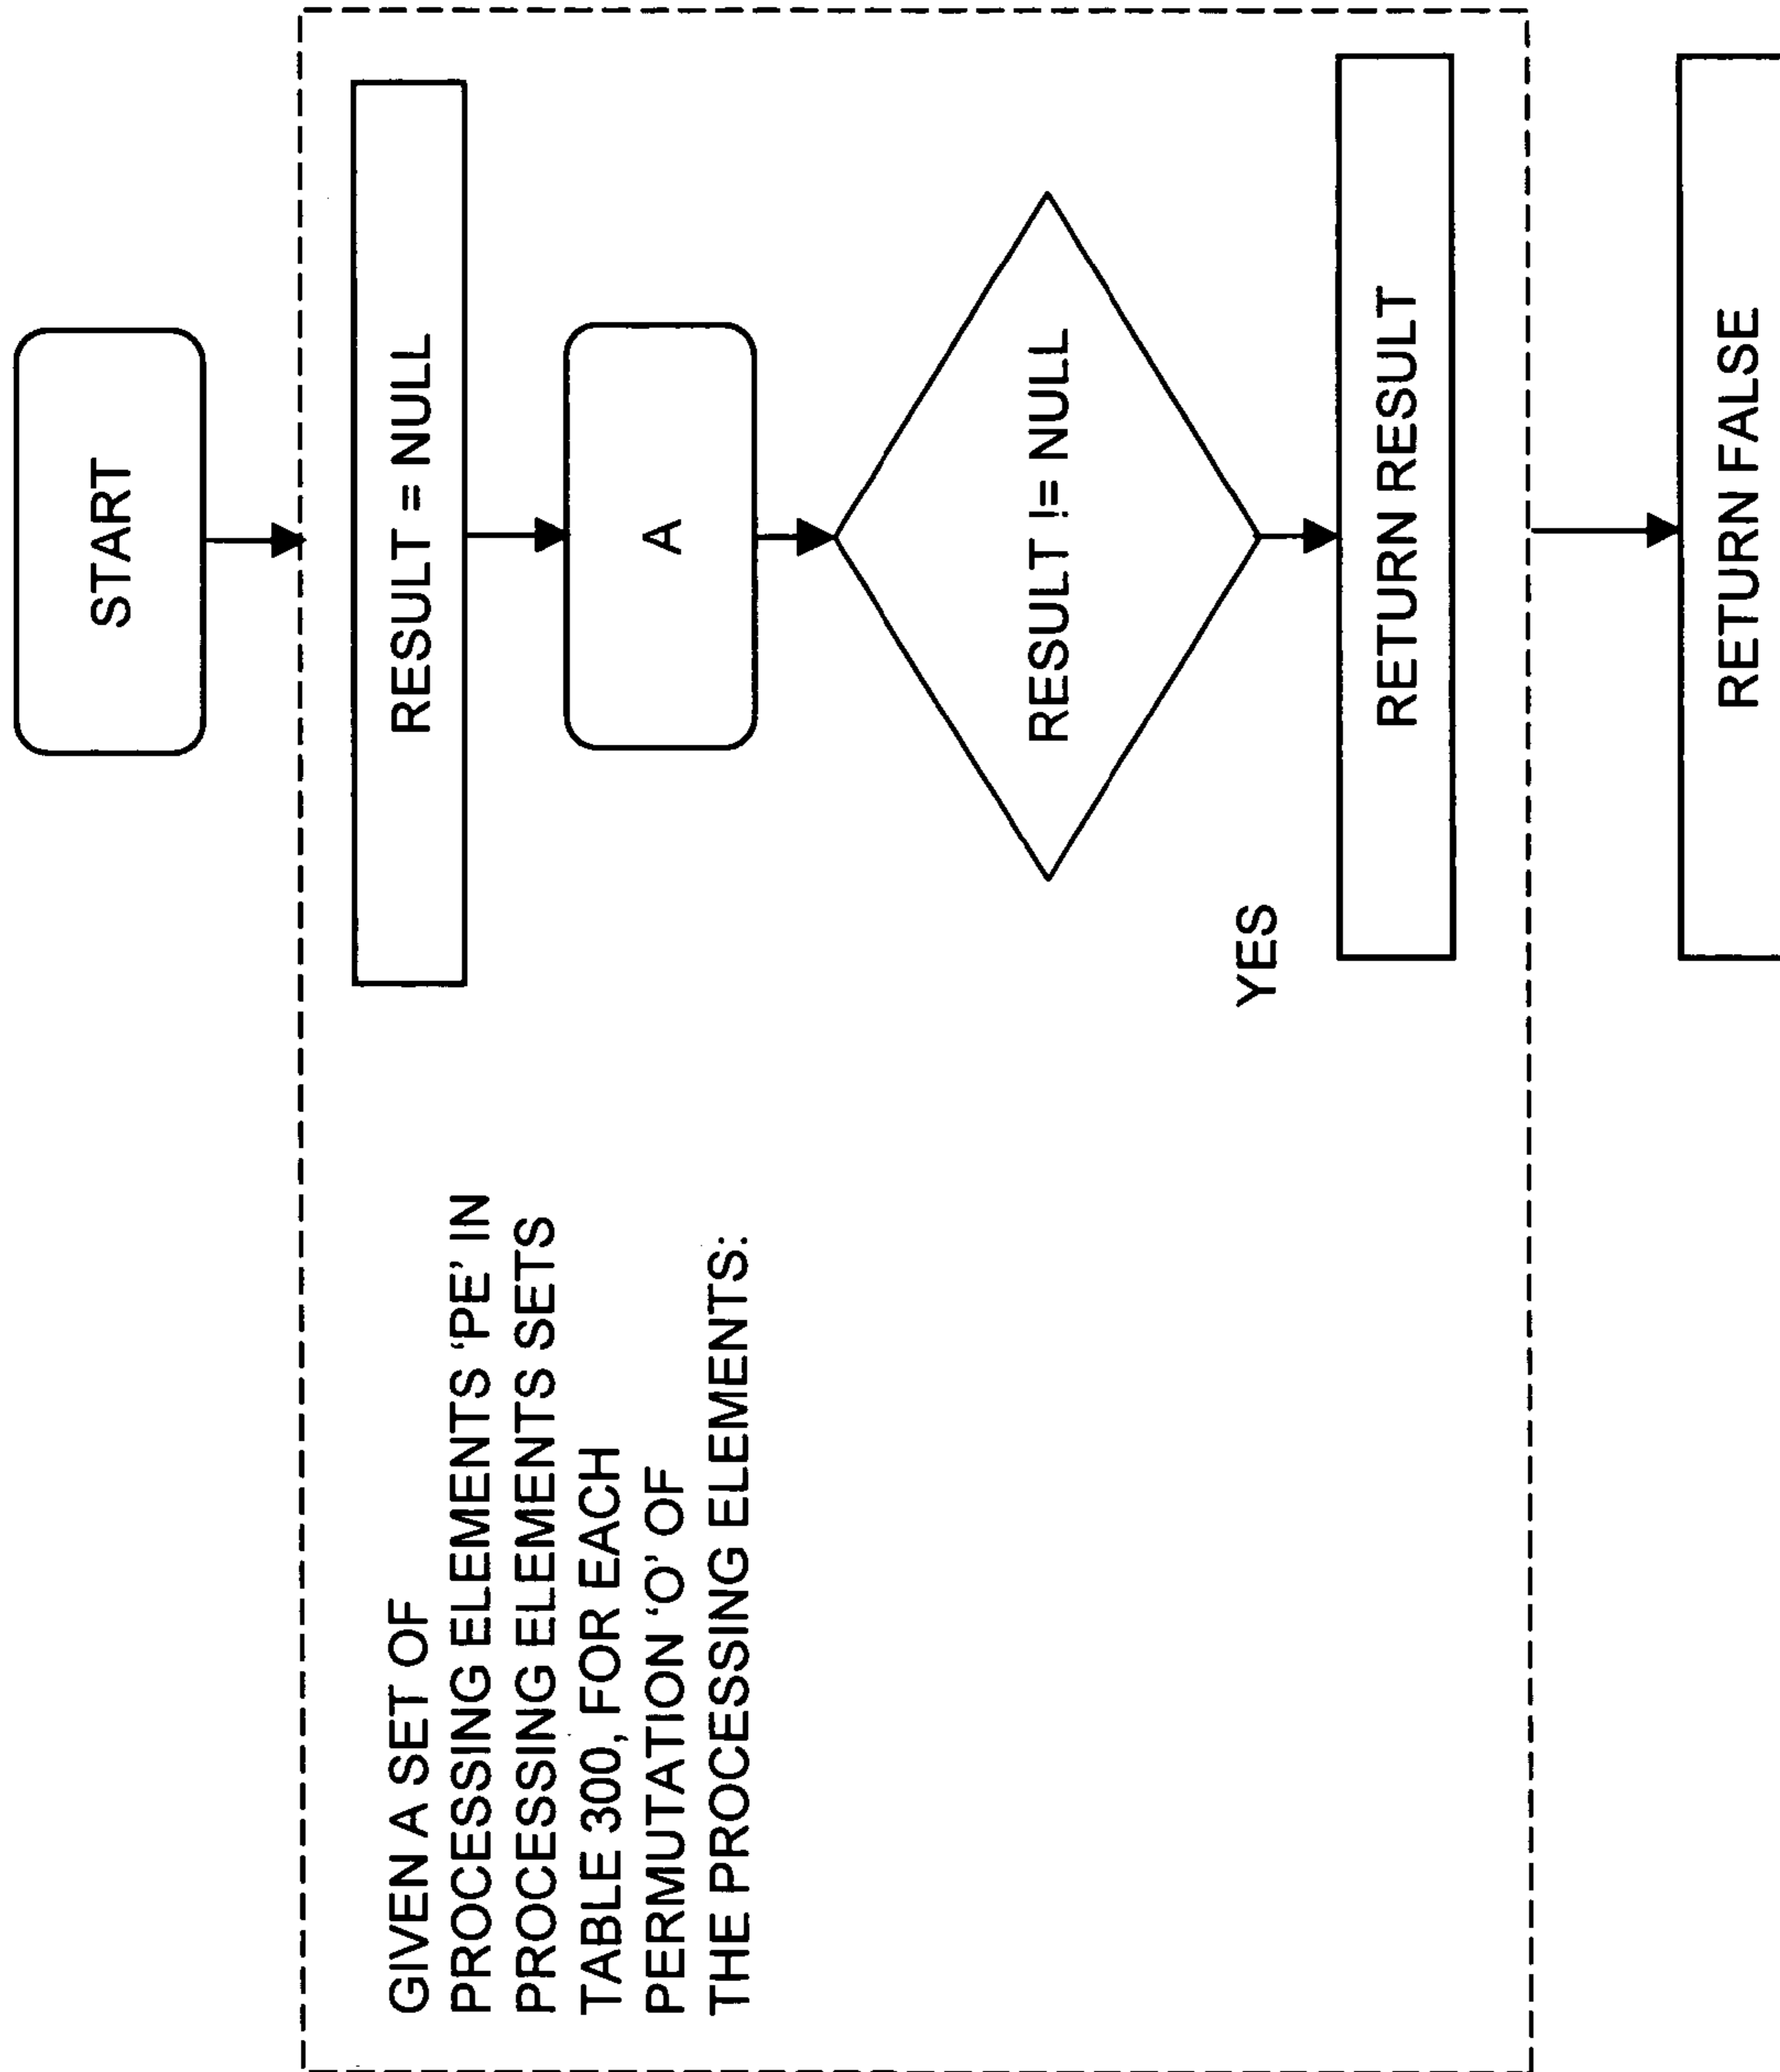 START
GIVEN A SET OF
PROCESSING ELEMENTS 'PE' IN
PROCESSING ELEMENTS SETS
TABLE 300, FOR EACH
PERMUTATION 'O' OF
THE PROCESSING ELEMENTS:
RESULT = NULL
A
RESULT != NULL
YES
RETURN RESULT
RETURN FALSE